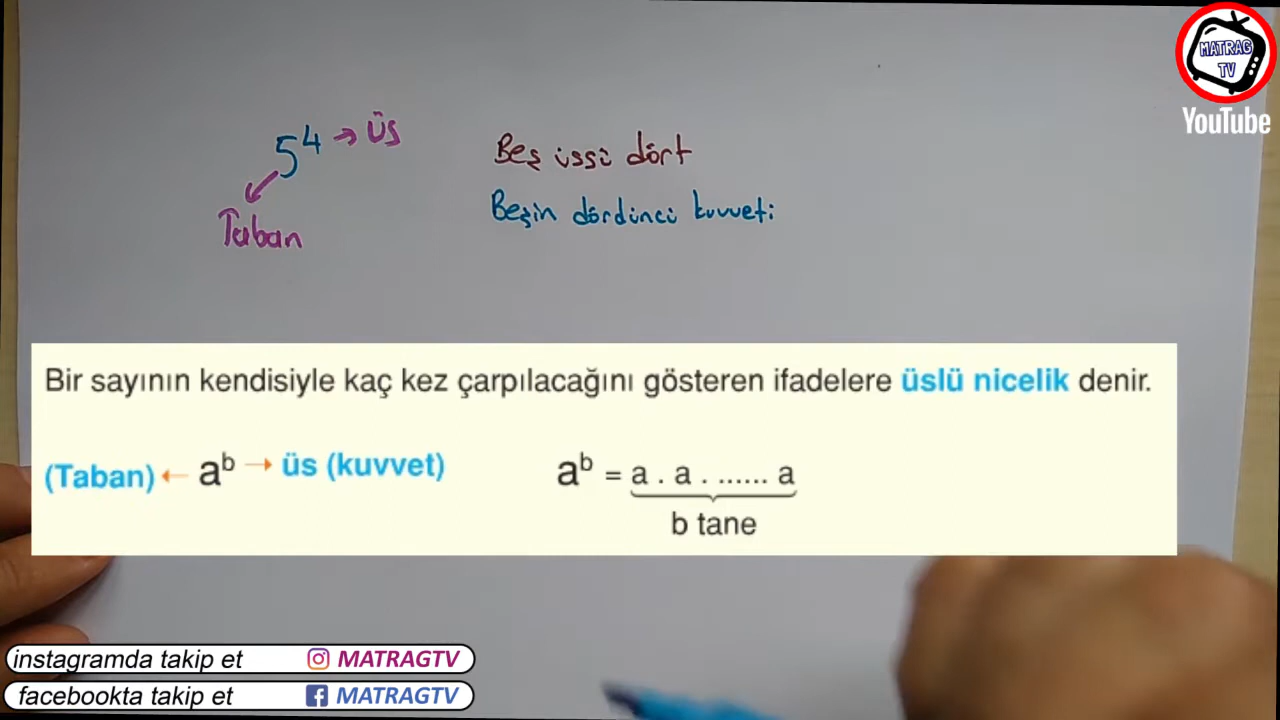 MATRAG
TV
YouTube
5⁴ → üs
Taban
Beş üssü dört
Beşin dördüncü kuvveti
Bir sayının kendisiyle kaç kez çarpılacağını gösteren ifadelere üslü nicelik denir.
(Taban) ← aᵇ → üs (kuvvet)
aᵇ = a . a . ...... a
b tane
instagramda takip et MATRAGTV
facebookta takip et MATRAGTV